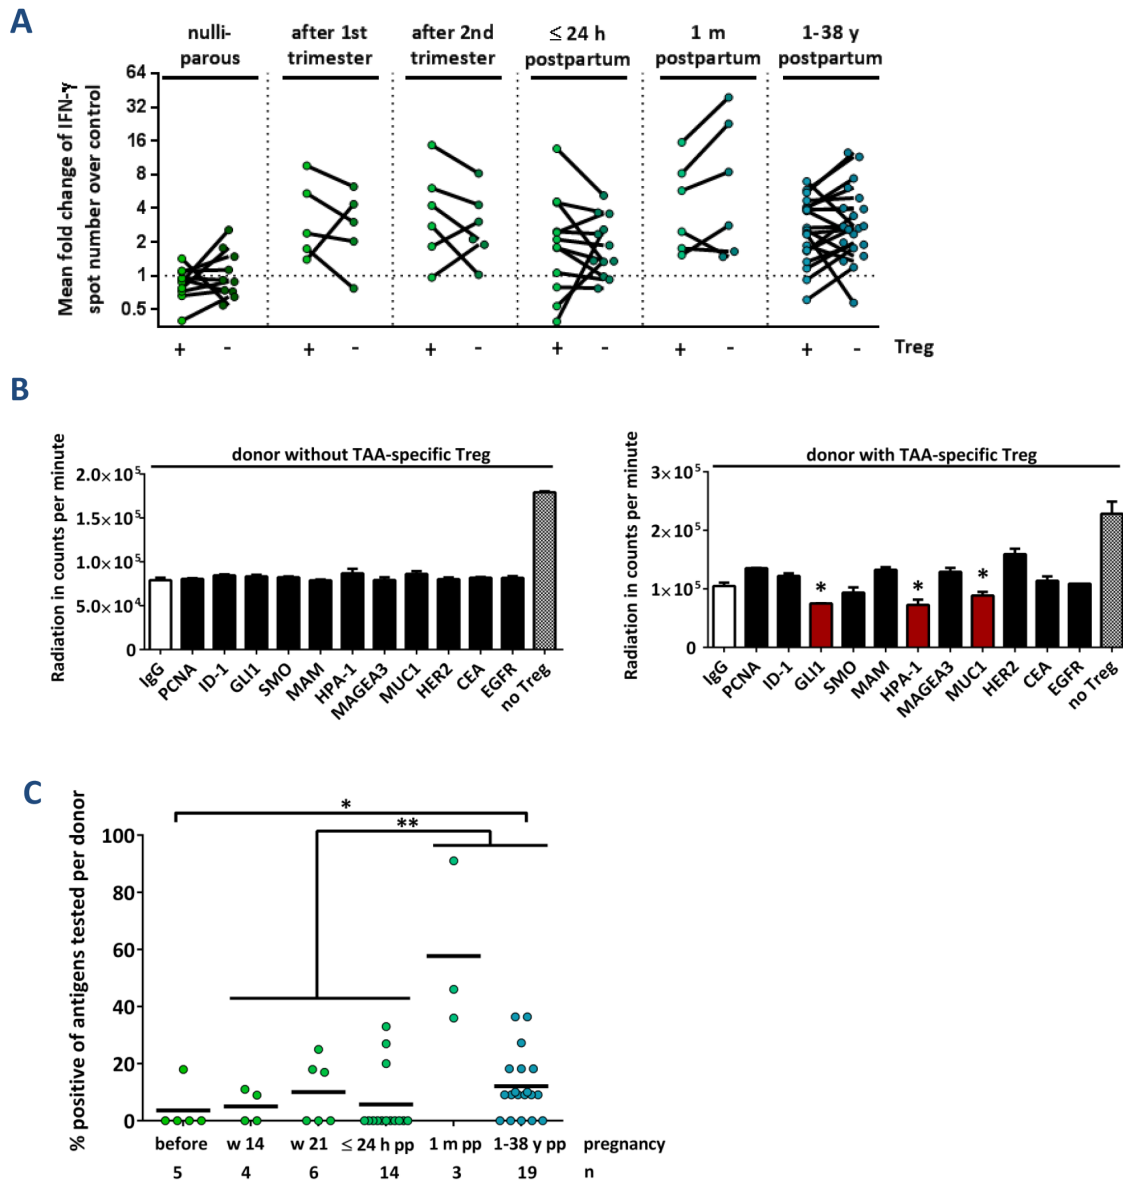 A
nulli-
parous
after 1st
trimester
after 2nd
trimester
≤ 24 h
postpartum
1 m
postpartum
1-38 y
postpartum
Mean fold change of IFN-γ
spot number over control
64
32
16
8
4
2
1
0.5
+ - + - + - + - + - + - Treg
B
Radiation in counts per minute
donor without TAA-specific Treg
2.0×10⁵
1.5×10⁵
1.0×10⁵
5.0×10⁴
0
IgG PCNA ID-1 GLI1 SMO MAM HPA-1 MAGEA3 MUC1 HER2 CEA EGFR no Treg
Radiation in counts per minute
donor with TAA-specific Treg
3×10⁵
2×10⁵
1×10⁵
0
* * *
IgG PCNA ID-1 GLI1 SMO MAM HPA-1 MAGEA3 MUC1 HER2 CEA EGFR no Treg
C
% positive of antigens tested per donor
*
**
100
80
60
40
20
0
before w 14 w 21 ≤ 24 h pp 1 m pp 1-38 y pp pregnancy
5 4 6 14 3 19 n